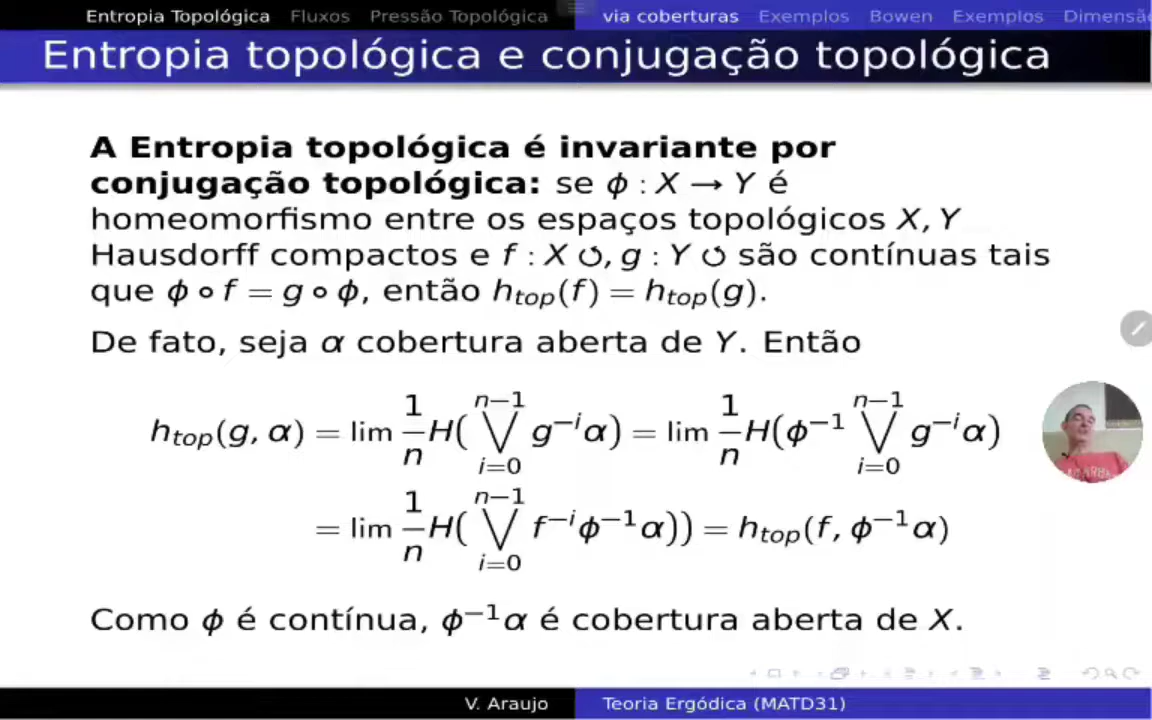 Entropia Topológica Fluxos Pressão Topológica via coberturas Exemplos Bowen Exemplos Dimensão
Entropia topológica e conjugação topológica
A Entropia topológica é invariante por
conjugação topológica: se ϕ : X → Y é
homeomorfismo entre os espaços topológicos X, Y
Hausdorff compactos e f : X ↺, g : Y ↺ são contínuas tais
que ϕ ∘ f = g ∘ ϕ, então h_top(f) = h_top(g).
De fato, seja α cobertura aberta de Y. Então
h_top(g, α) = lim 1/n H( ⋁_{i=0}^{n−1} g^{−i}α) = lim 1/n H(ϕ^{−1} ⋁_{i=0}^{n−1} g^{−i}α)
= lim 1/n H( ⋁_{i=0}^{n−1} f^{−i}ϕ^{−1}α)) = h_top(f, ϕ^{−1}α)
Como ϕ é contínua, ϕ^{−1}α é cobertura aberta de X.
V. Araujo Teoria Ergódica (MATD31)